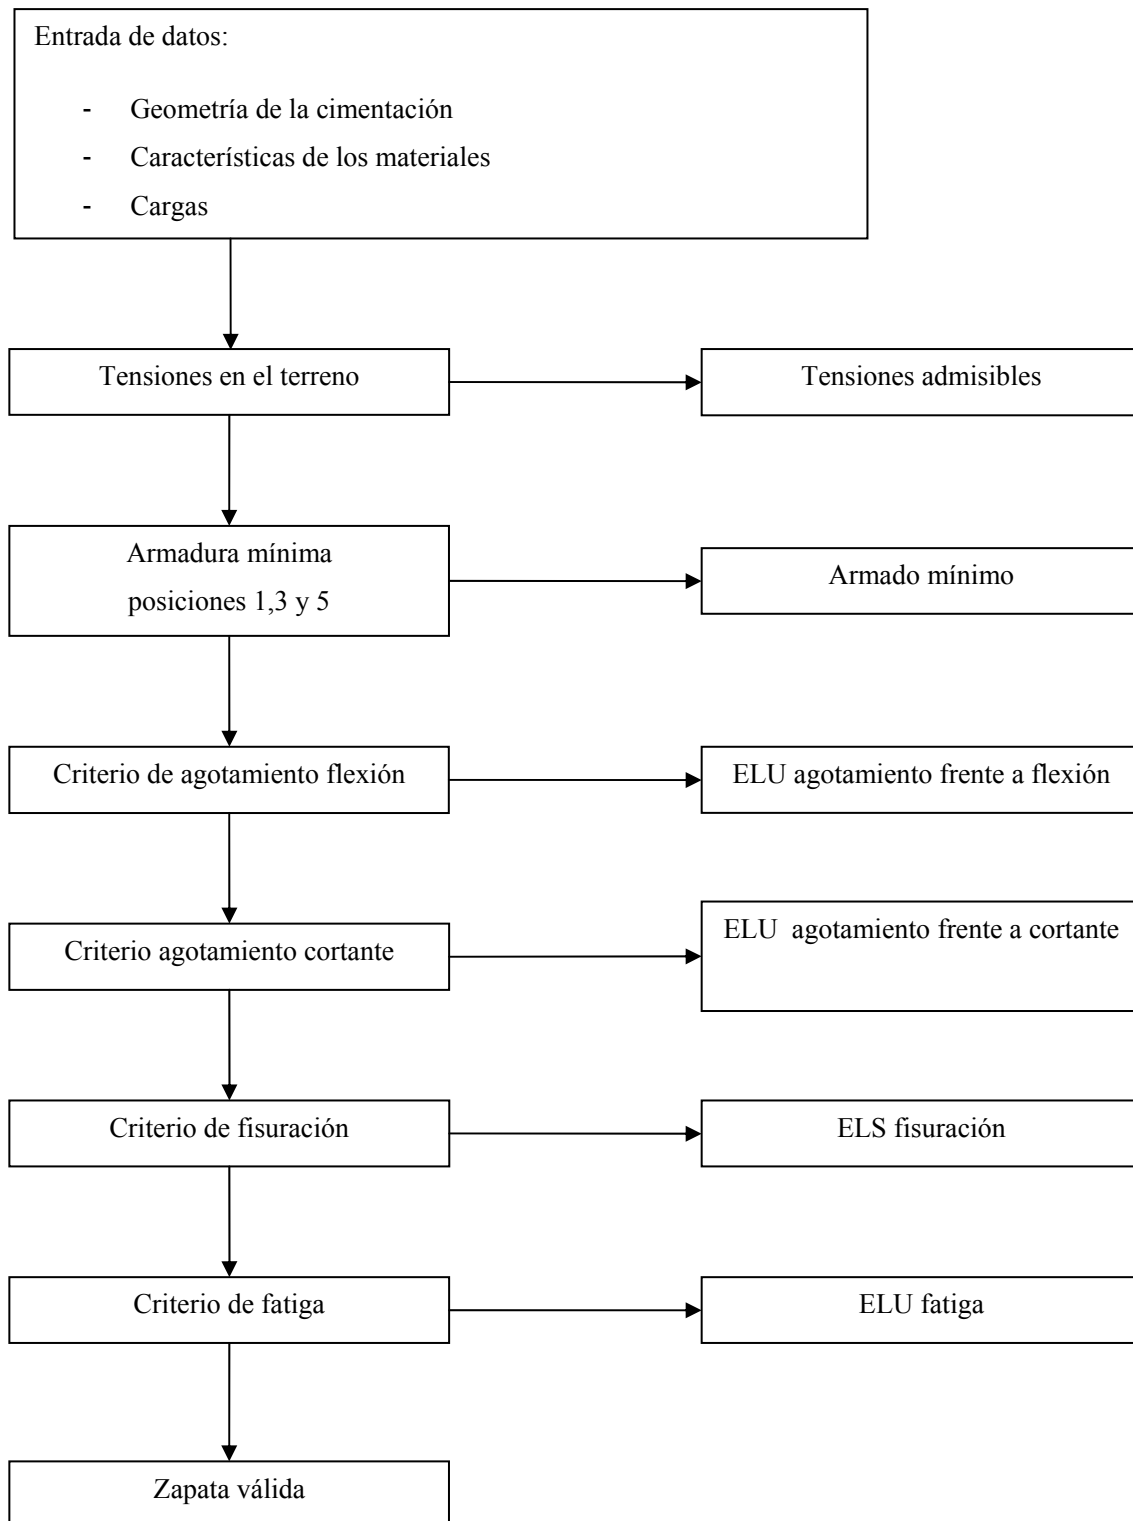 Entrada de datos:
- Geometría de la cimentación
- Características de los materiales
- Cargas
Tensiones en el terreno
Tensiones admisibles
Armadura mínima
posiciones 1,3 y 5
Armado mínimo
Criterio de agotamiento flexión
ELU agotamiento frente a flexión
Criterio agotamiento cortante
ELU agotamiento frente a cortante
Criterio de fisuración
ELS fisuración
Criterio de fatiga
ELU fatiga
Zapata válida